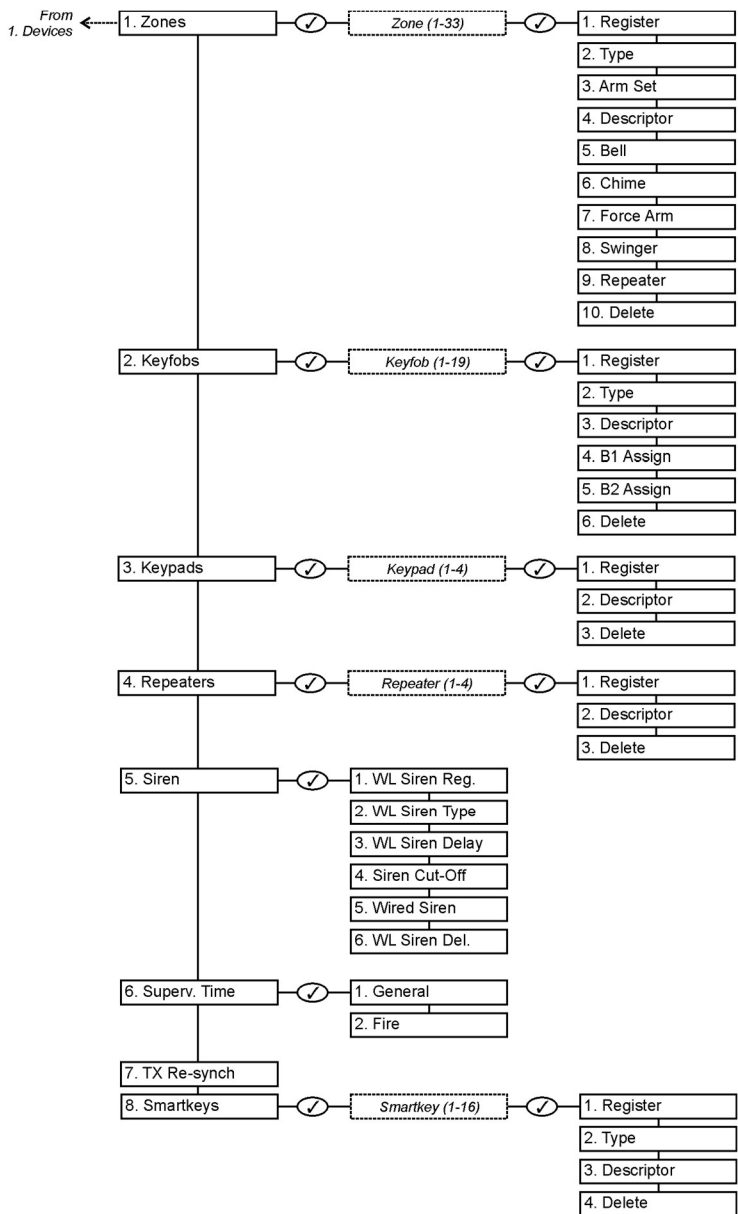 From
1. Devices
1. Zones
Zone (1-33)
1. Register
2. Type
3. Arm Set
4. Descriptor
5. Bell
6. Chime
7. Force Arm
8. Swinger
9. Repeater
10. Delete
2. Keyfobs
Keyfob (1-19)
1. Register
2. Type
3. Descriptor
4. B1 Assign
5. B2 Assign
6. Delete
3. Keypads
Keypad (1-4)
1. Register
2. Descriptor
3. Delete
4. Repeaters
Repeater (1-4)
1. Register
2. Descriptor
3. Delete
5. Siren
1. WL Siren Reg.
2. WL Siren Type
3. WL Siren Delay
4. Siren Cut-Off
5. Wired Siren
6. WL Siren Del.
6. Superv. Time
1. General
2. Fire
7. TX Re-synch
8. Smartkeys
Smartkey (1-16)
1. Register
2. Type
3. Descriptor
4. Delete